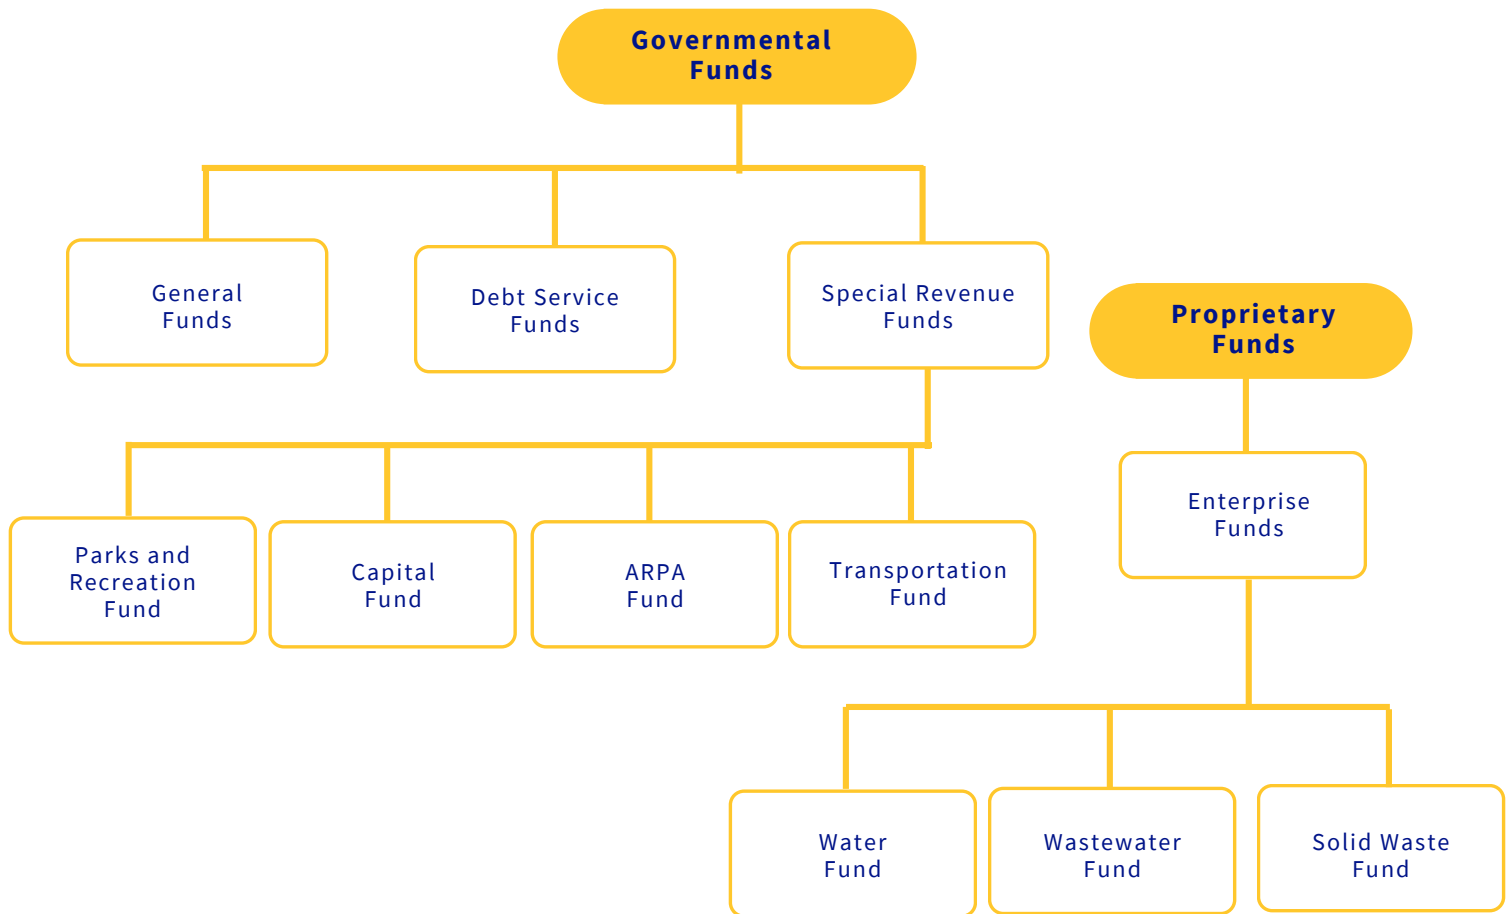 Governmental
Funds
General
Funds
Debt Service
Funds
Special Revenue
Funds
Proprietary
Funds
Enterprise
Funds
Parks and
Recreation
Fund
Capital
Fund
ARPA
Fund
Transportation
Fund
Water
Fund
Wastewater
Fund
Solid Waste
Fund